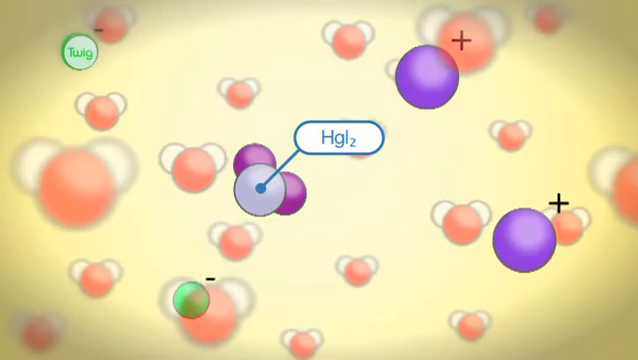 Twig
-
+
HgI₂
+
-